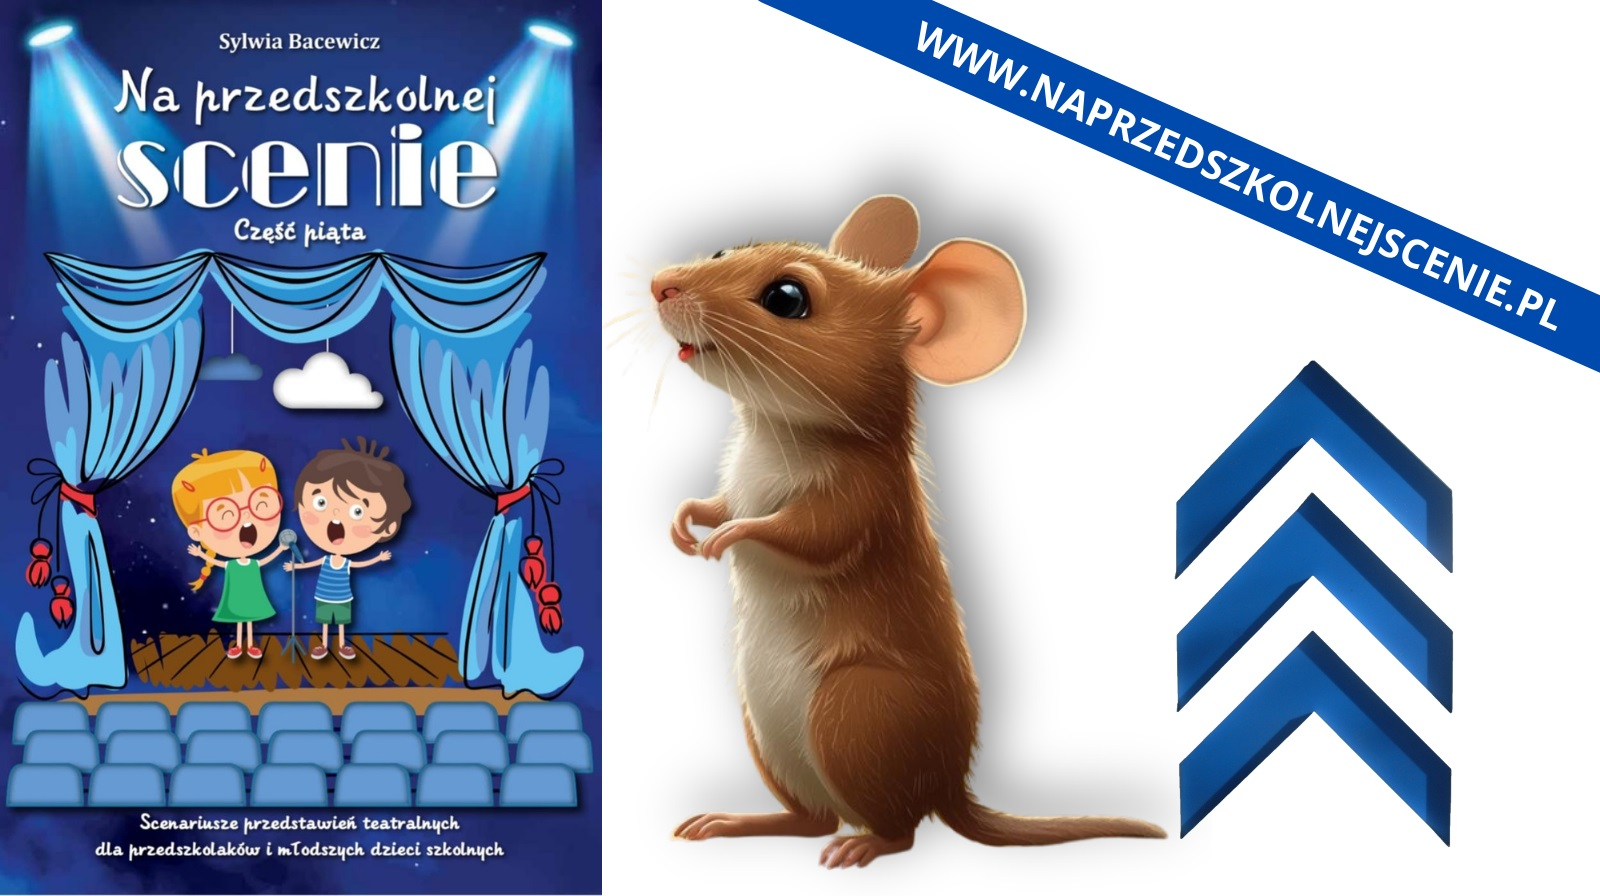 Sylwia Bacewicz
Na przedszkolnej
scenie
Część piąta
Scenariusze przedstawień teatralnych
dla przedszkolaków i młodszych dzieci szkolnych
WWW.NAPRZEDSZKOLNEJSCENIE.PL